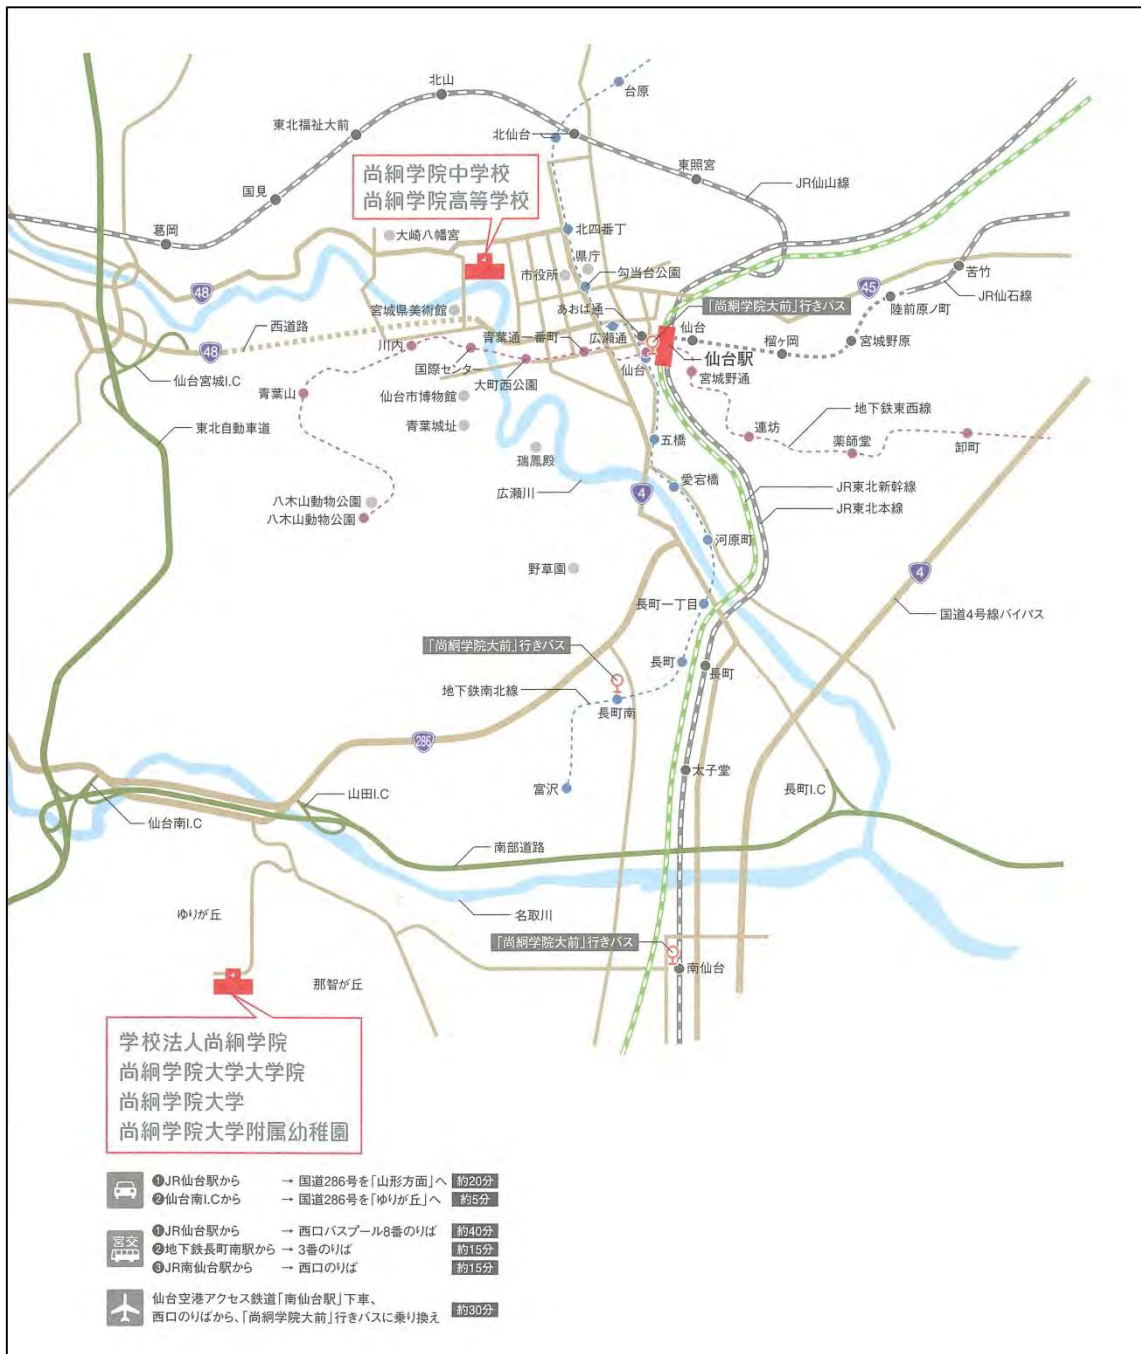 台原
北山
北仙台
東北福祉大前
東照宮
JR仙山線
尚絅学院中学校
尚絅学院高等学校
国見
葛岡
大崎八幡宮
北四番丁
県庁
市役所
勾当台公園
苦竹
45
JR仙石線
陸前原ノ町
48
宮城県美術館
あおば通
「尚絅学院大前」行きバス
西道路
青葉通一番町
広瀬通
仙台
榴ヶ岡
宮城野原
48
川内
国際センター
大町西公園
仙台
仙台駅
宮城野通
仙台宮城I.C
青葉山
仙台市博物館
地下鉄東西線
東北自動車道
青葉城址
五橋
連坊
薬師堂
卸町
瑞鳳殿
広瀬川
愛宕橋
JR東北新幹線
4
JR東北本線
八木山動物公園
八木山動物公園
河原町
野草園
4
長町一丁目
国道4号線バイパス
「尚絅学院大前」行きバス
長町
長町
地下鉄南北線
長町南
286
太子堂
富沢
長町I.C
山田I.C
仙台南I.C
南部道路
ゆりが丘
名取川
「尚絅学院大前」行きバス
南仙台
那智が丘
学校法人尚絅学院
尚絅学院大学大学院
尚絅学院大学
尚絅学院大学附属幼稚園
❶JR仙台駅から → 国道286号を「山形方面」へ 約20分
❷仙台南I.Cから → 国道286号を「ゆりが丘」へ 約5分
宮交
❶JR仙台駅から → 西口バスプール8番のりば 約40分
❷地下鉄長町南駅から → 3番のりば 約15分
❸JR南仙台駅から → 西口のりば 約15分
仙台空港アクセス鉄道「南仙台駅」下車、
西口のりばから、「尚絅学院大前」行きバスに乗り換え 約30分